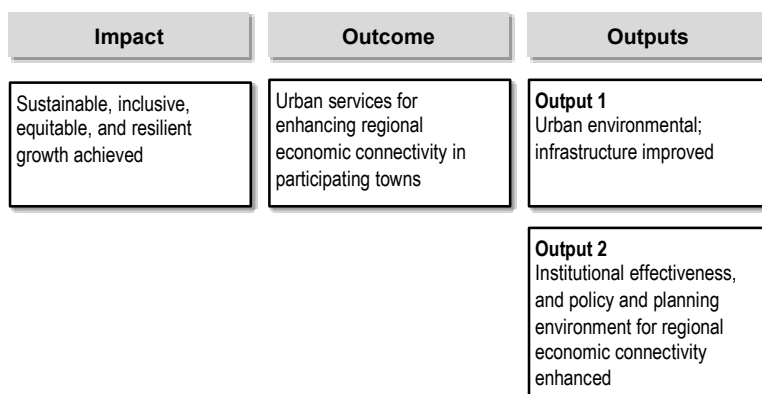 Impact
Outcome
Outputs
Sustainable, inclusive,
equitable, and resilient
growth achieved
Urban services for
enhancing regional
economic connectivity in
participating towns
Output 1
Urban environmental;
infrastructure improved
Output 2
Institutional effectiveness,
and policy and planning
environment for regional
economic connectivity
enhanced